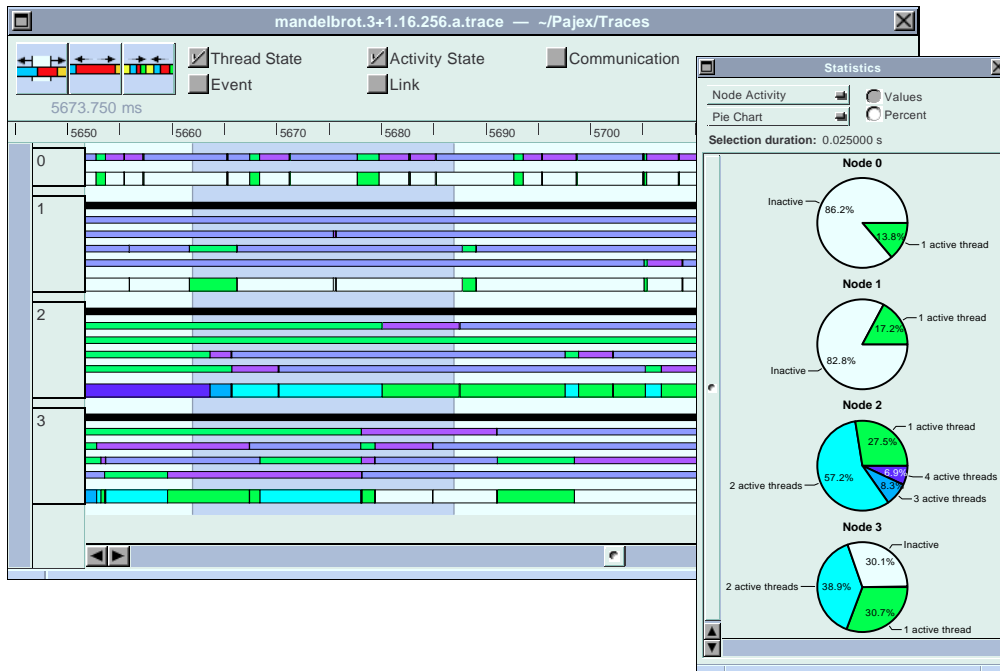 mandelbrot.3+1.16.256.a.trace — ~/Pajex/Traces
Thread State
Activity State
Communication
Event
Link
5673.750 ms
5650
5660
5670
5680
5690
5700
0
1
2
3
Statistics
Node Activity
Values
Pie Chart
Percent
Selection duration: 0.025000 s
Node 0
Inactive
86.2%
13.8%
1 active thread
Node 1
1 active thread
17.2%
82.8%
Inactive
Node 2
1 active thread
27.5%
6.9%
4 active threads
57.2%
2 active threads
8.3%
3 active threads
Node 3
Inactive
30.1%
2 active threads
38.9%
30.7%
1 active thread